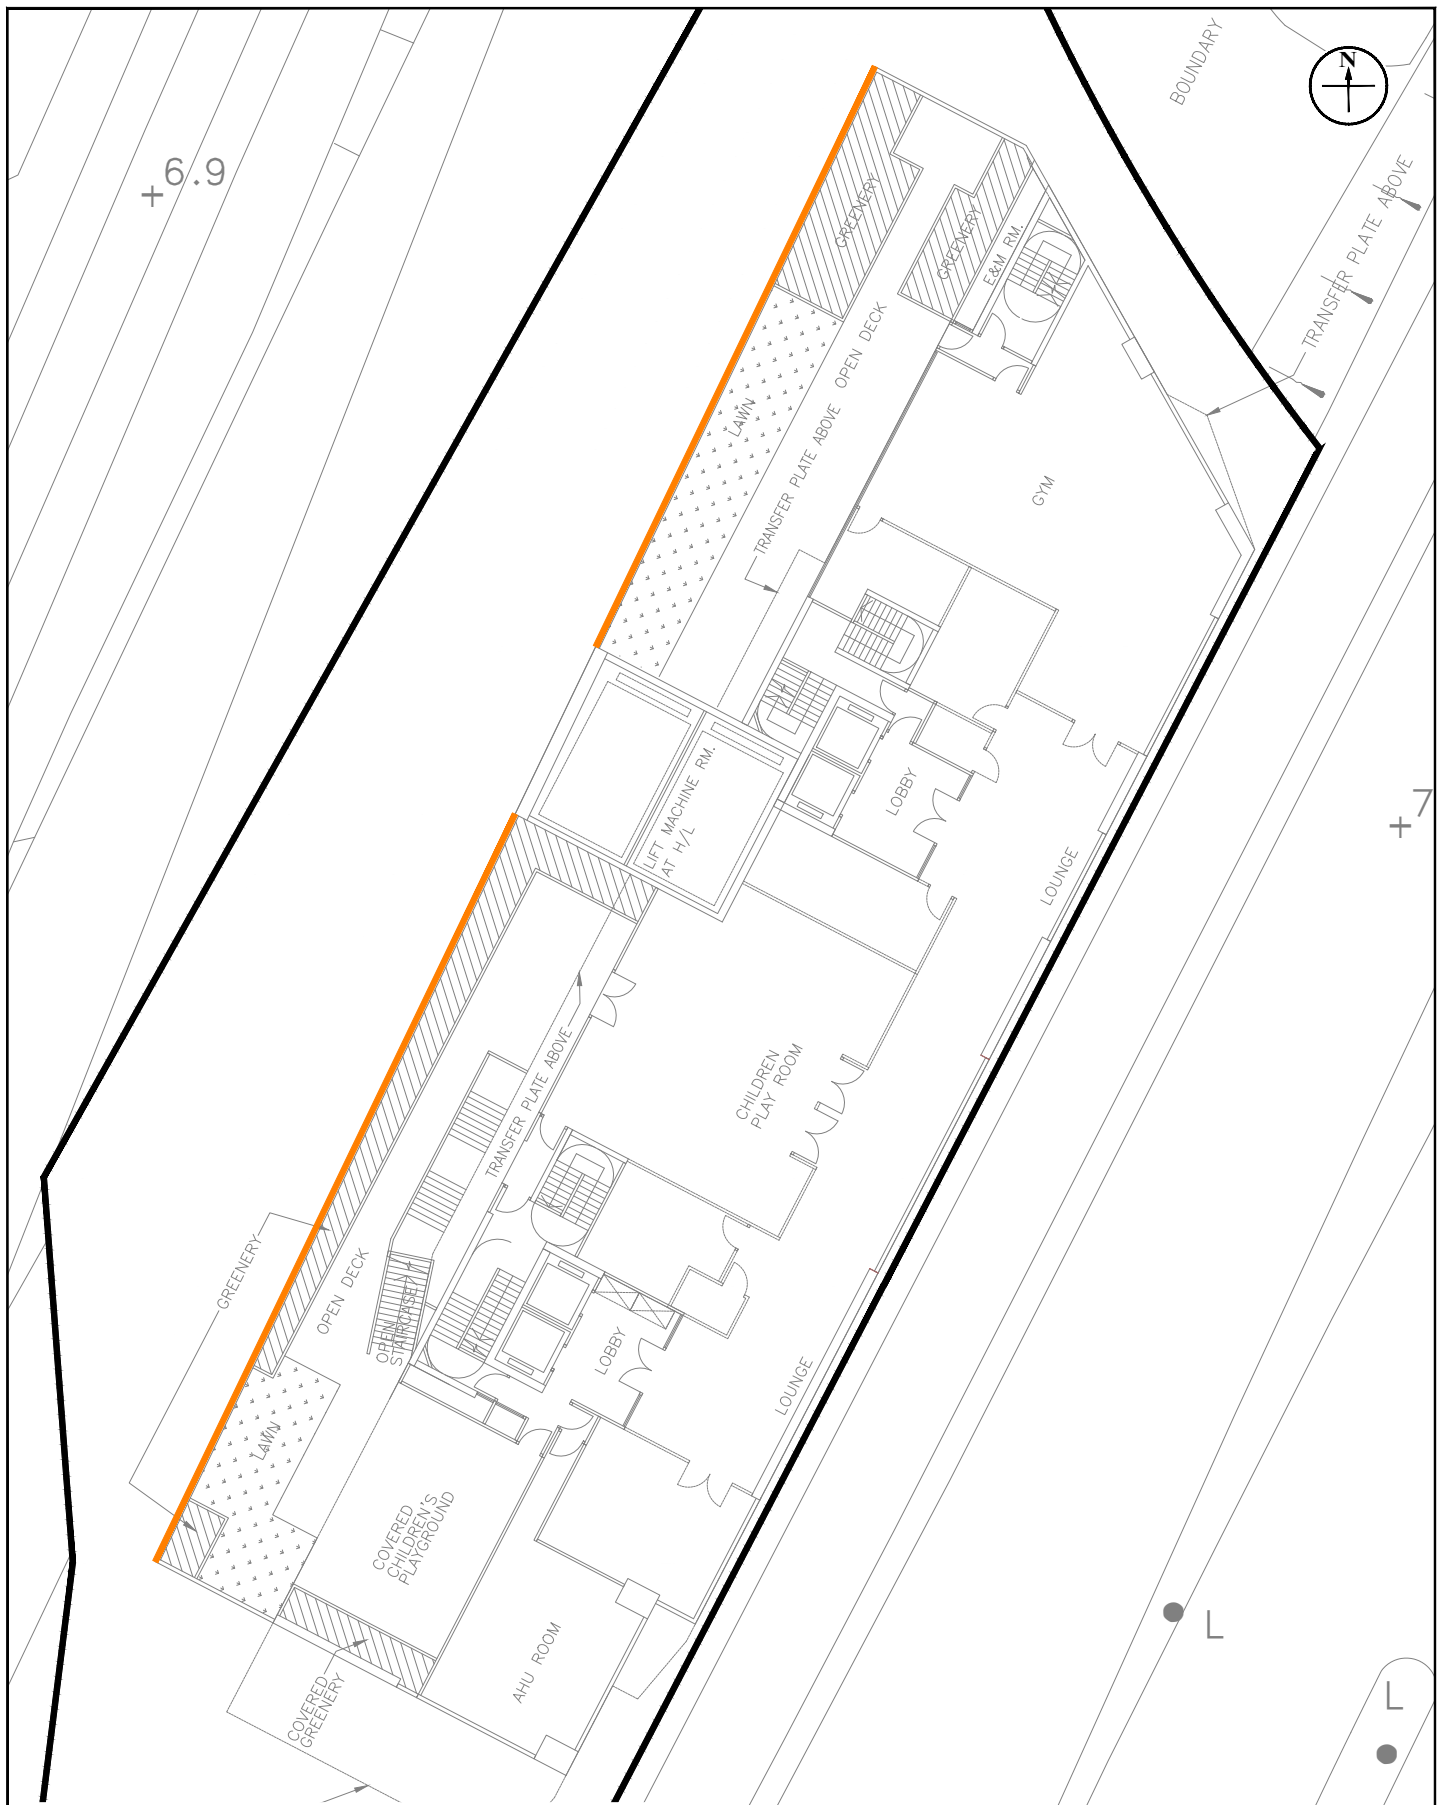 BOUNDARY
N
6.9
TRANSFER PLATE ABOVE
GREENERY
GREENERY
E&M RM.
OPEN DECK
LAWN
TRANSFER PLATE ABOVE
GYM
LIFT MACHINE RM.
AT H/L
LOBBY
7
LOUNGE
TRANSFER PLATE ABOVE
CHILDREN
PLAY ROOM
GREENERY
OPEN DECK
OPEN
STAIRCASE
LOBBY
LOUNGE
LAWN
COVERED
CHILDREN'S
PLAYGROUND
AHU ROOM
COVERED
GREENERY
L
L